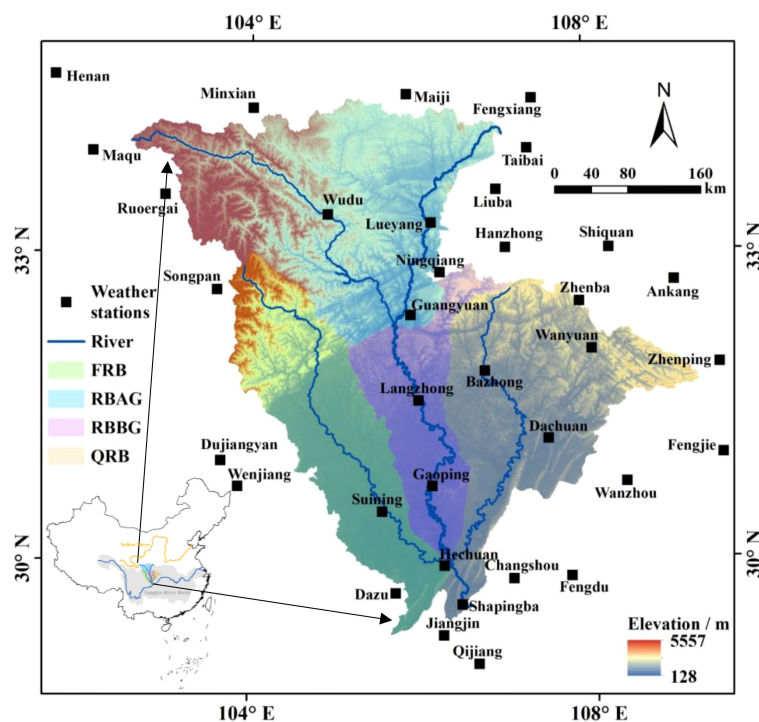 104° E
108° E
Henan
Minxian
Maiji
Fengxiang
N
Maqu
Taibai
0
40
80
160
km
Ruoergai
Wudu
Liuba
Lueyang
33° N
Hanzhong
Shiquan
33° N
Songpan
Ningqiang
Ankang
Weather
stations
Guangyuan
Zhenba
River
Wanyuan
FRB
Zhenping
RBAG
Langzhong
Bazhong
RBBG
QRB
Dachuan
Dujiangyan
Fengjie
Wenjiang
Gaoping
Wanzhou
Suining
30° N
Hechuan
Changshou
30° N
Fengdu
Dazu
Shapingba
Jiangjin
Elevation / m
5557
128
Qijiang
104° E
108° E